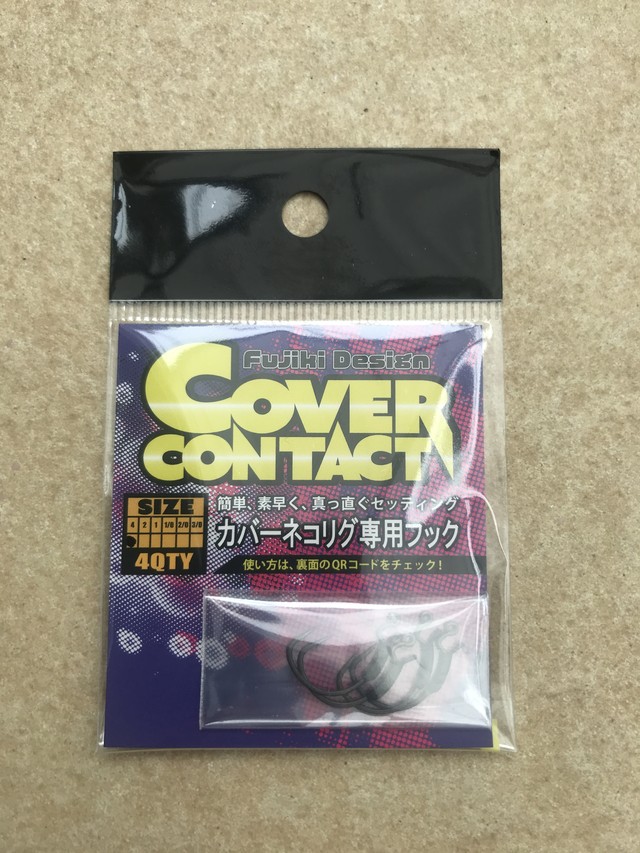 Fujiki Design
COVER
CONTACT
SIZE
4 2 1 1/0 2/0 3/0
4QTY
簡単、素早く、真っ直ぐセッティング
カバーネコリグ専用フック
使い方は、裏面のQRコードをチェック!